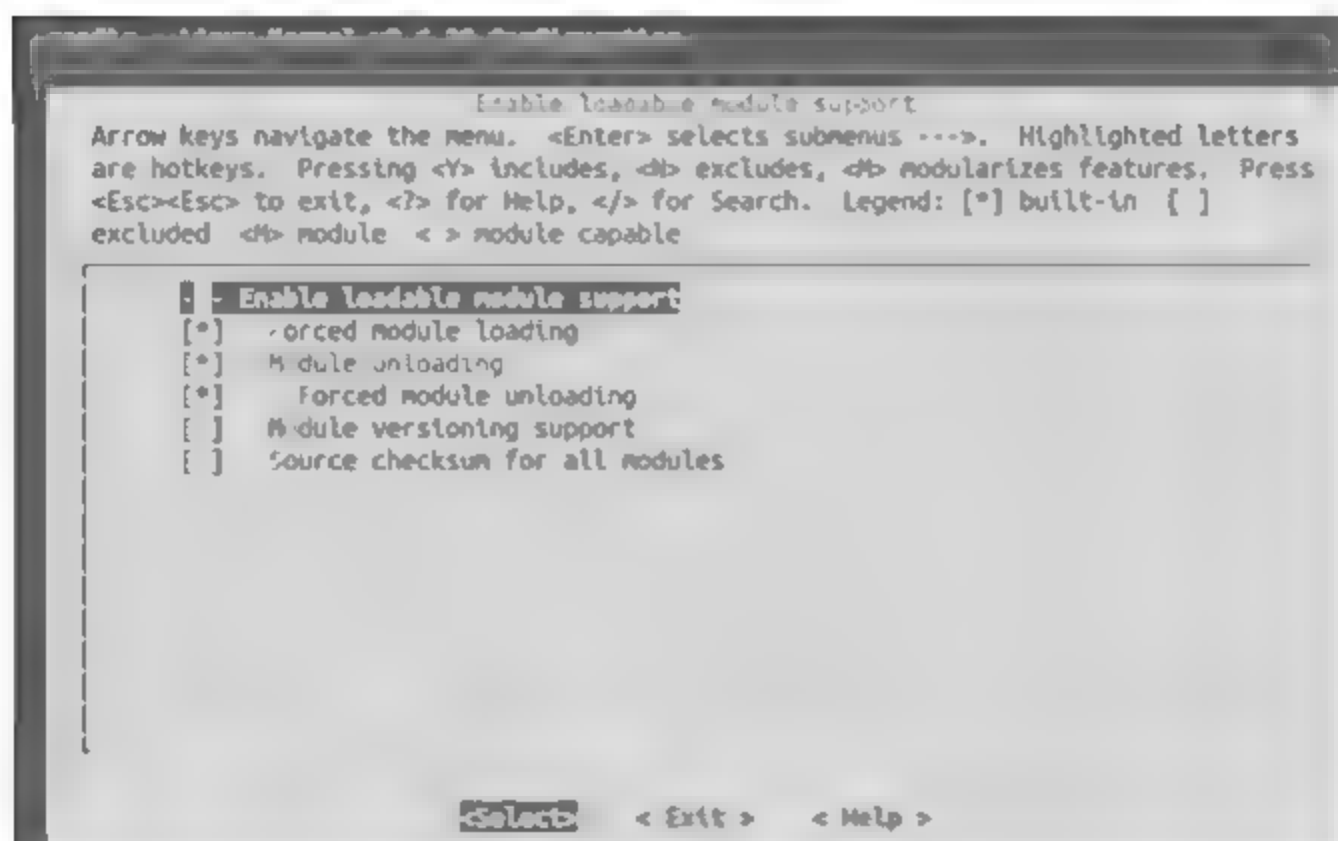 Enable loadable module support
Arrow keys navigate the menu.  <Enter> selects submenus --->.  Highlighted letters
are hotkeys.  Pressing <Y> includes, <N> excludes, <M> modularizes features.  Press
<Esc><Esc> to exit, <?> for Help, </> for Search.  Legend: [*] built-in  [ ]
excluded  <M> module  < > module capable
- - Enable loadable module support
[*]   Forced module loading
[*]   Module unloading
[*]     Forced module unloading
[ ]   Module versioning support
[ ]   Source checksum for all modules
<Select>    < Exit >    < Help >